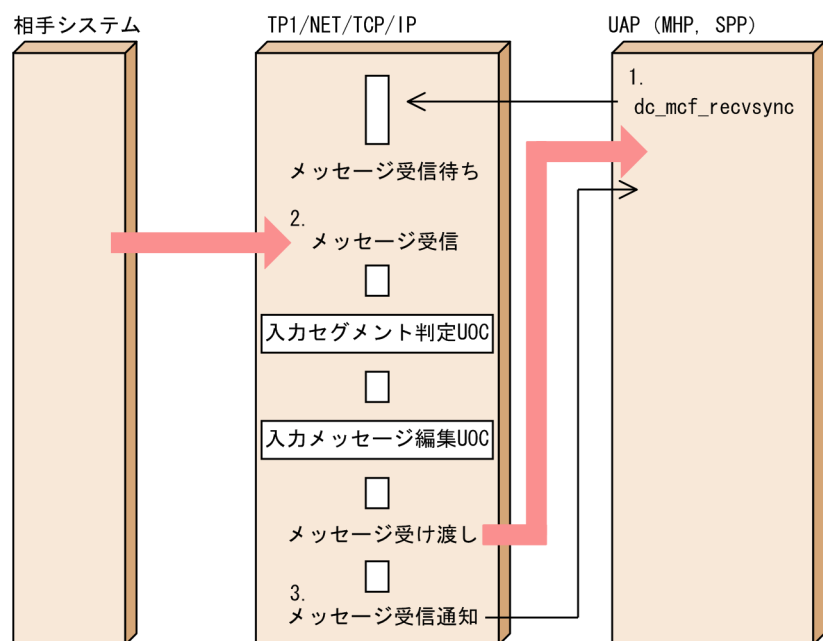 相手システム
TP1/NET/TCP/IP
UAP (MHP, SPP)
1.
dc_mcf_recvsync
メッセージ受信待ち
2.
メッセージ受信
入力セグメント判定UOC
入力メッセージ編集UOC
メッセージ受け渡し
3.
メッセージ受信通知